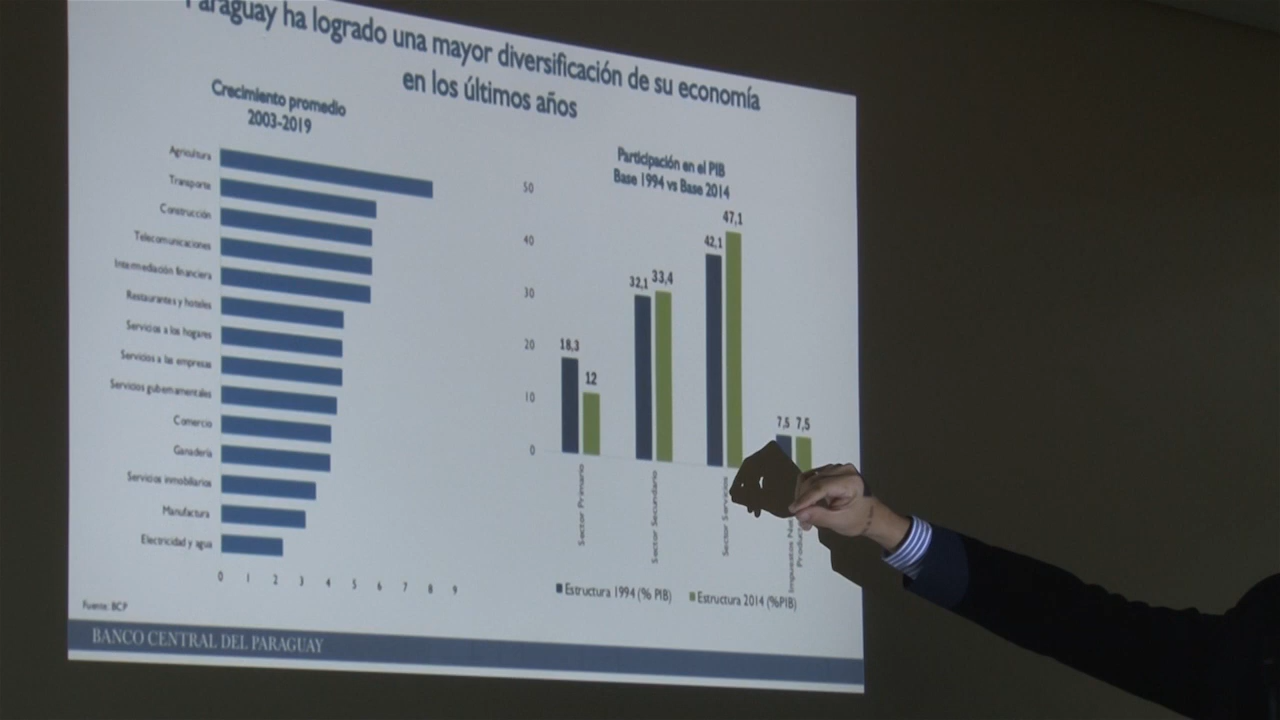 Paraguay ha logrado una mayor diversificación de su economía
en los últimos años
Crecimiento promedio
2003-2019
Agricultura
Transporte
Construcción
Telecomunicaciones
Intermediación financiera
Restaurantes y hoteles
Servicios a los hogares
Servicios a las empresas
Servicios gubernamentales
Comercio
Ganadería
Servicios inmobiliarios
Manufactura
Electricidad y agua
0 1 2 3 4 5 6 7 8 9
Participación en el PIB
Base 1994 vs Base 2014
50
40
30
20
10
0
18,3
12
32,1
33,4
42,1
47,1
7,5
7,5
Sector Primario
Sector Secundario
Sector Servicios
Impuestos
Estructura 1994 (% PIB)
Estructura 2014 (%PIB)
Fuente: BCP
BANCO CENTRAL DEL PARAGUAY